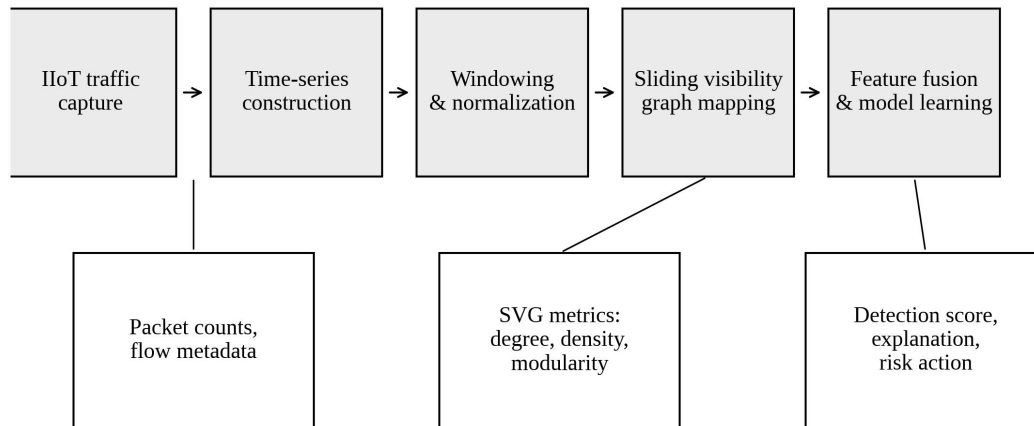 IIoT traffic
capture
Time-series
construction
Windowing
& normalization
Sliding visibility
graph mapping
Feature fusion
& model learning
Packet counts,
flow metadata
SVG metrics:
degree, density,
modularity
Detection score,
explanation,
risk action